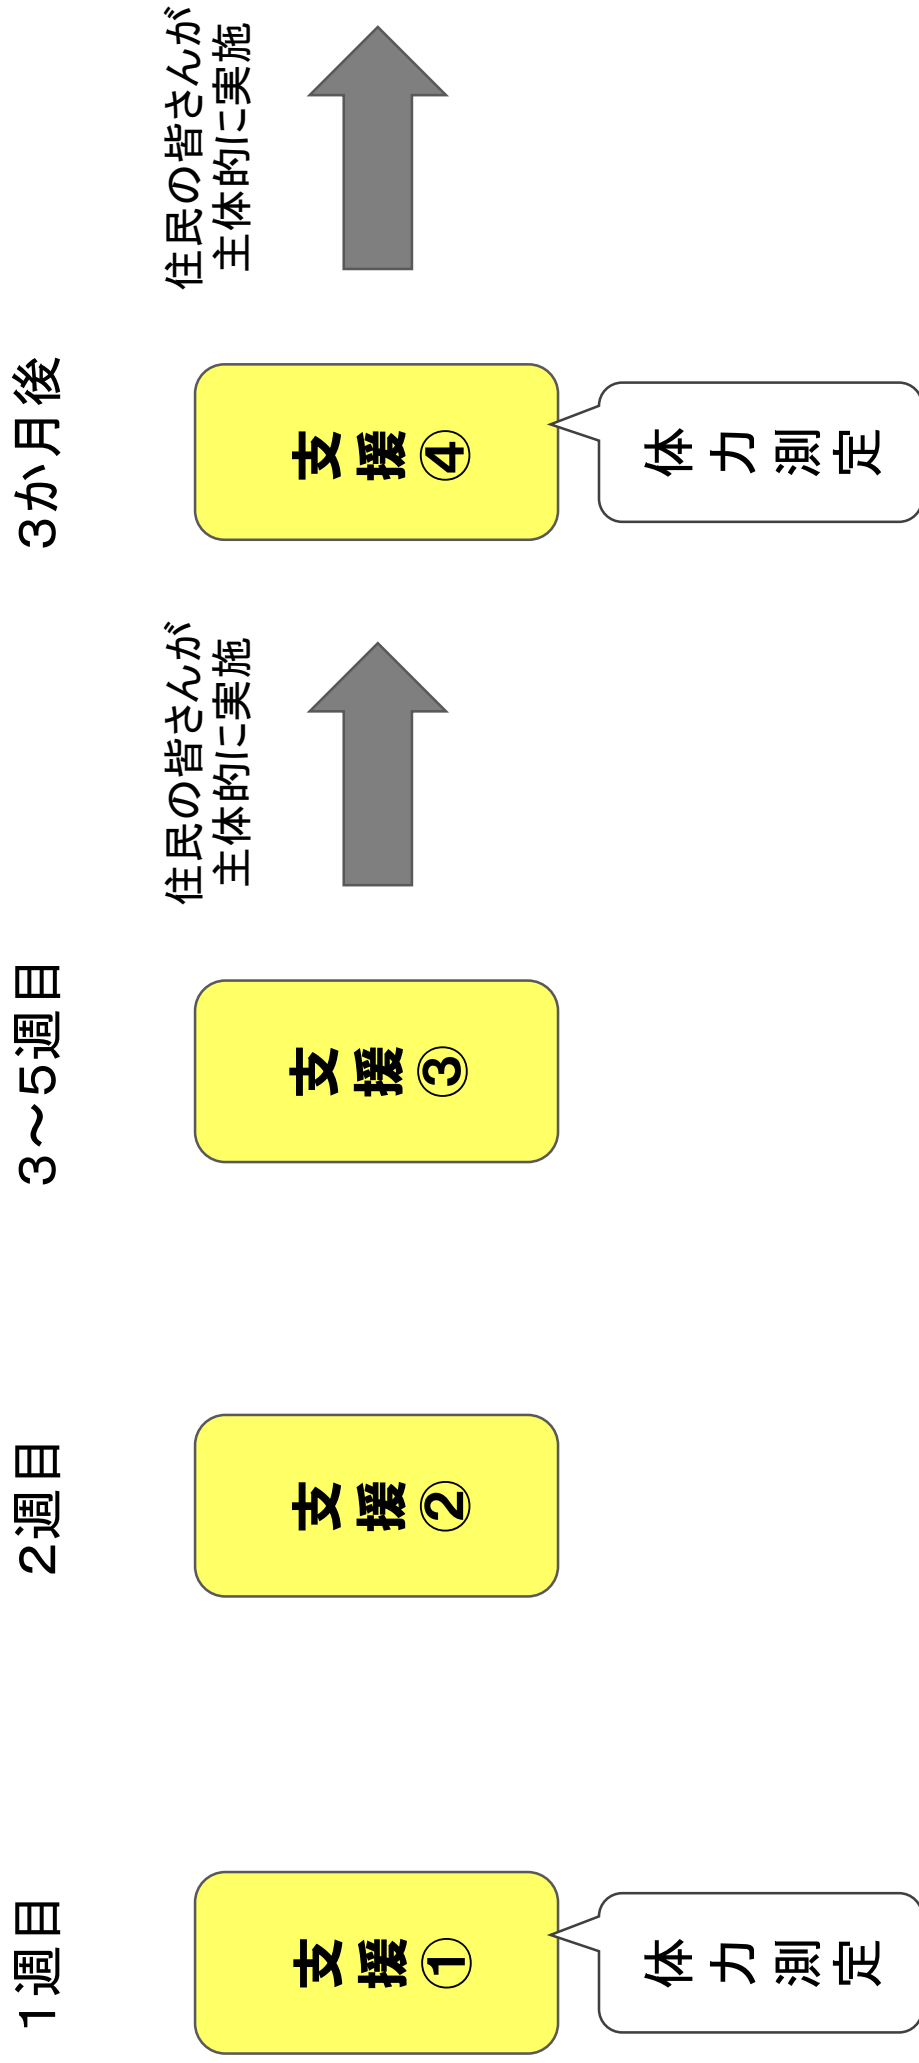 1週目
2週目
3～5週目
3か月後
支援①
支援②
支援③
住民の皆さんが
主体的に実施
支援④
住民の皆さんが
主体的に実施
体力測定
体力測定